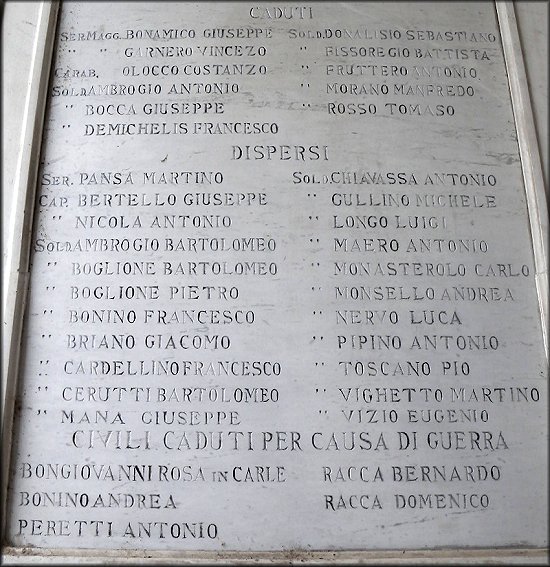 CADUTI
SER.MAGG. BONAMICO GIUSEPPE SOLD. DONALISIO SEBASTIANO
" " GARNERO VINCEZO " FISSORE GIO BATTISTA
CARAB. OLOCCO COSTANZO " FRUTTERO ANTONIO
SOLD. AMBROGIO ANTONIO " MORANO MANFREDO
" BOCCA GIUSEPPE " ROSSO TOMASO
" DEMICHELIS FRANCESCO
DISPERSI
SER. PANSA MARTINO SOLD. CHIAVASSA ANTONIO
CAP. BERTELLO GIUSEPPE " GULLINO MICHELE
" NICOLA ANTONIO " LONGO LUIGI
SOLD. AMBROGIO BARTOLOMEO " MAERO ANTONIO
" BOGLIONE BARTOLOMEO " MONASTEROLO CARLO
" BOGLIONE PIETRO " MONSELLO ANDREA
" BONINO FRANCESCO " NERVO LUCA
" BRIANO GIACOMO " PIPINO ANTONIO
" CARDELLINO FRANCESCO " TOSCANO PIO
" CERUTTI BARTOLOMEO " VIGHETTO MARTINO
" MANA GIUSEPPE " VIZIO EUGENIO
CIVILI CADUTI PER CAUSA DI GUERRA
BONGIOVANNI ROSA IN CARLE RACCA BERNARDO
BONINO ANDREA RACCA DOMENICO
PERETTI ANTONIO